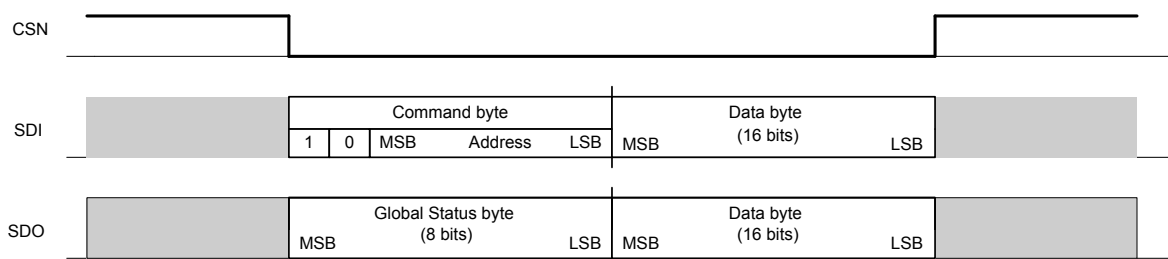 CSN
SDI
Command byte
1 0 MSB Address LSB
Data byte
(16 bits)
MSB LSB
SDO
Global Status byte
(8 bits)
MSB LSB
Data byte
(16 bits)
MSB LSB